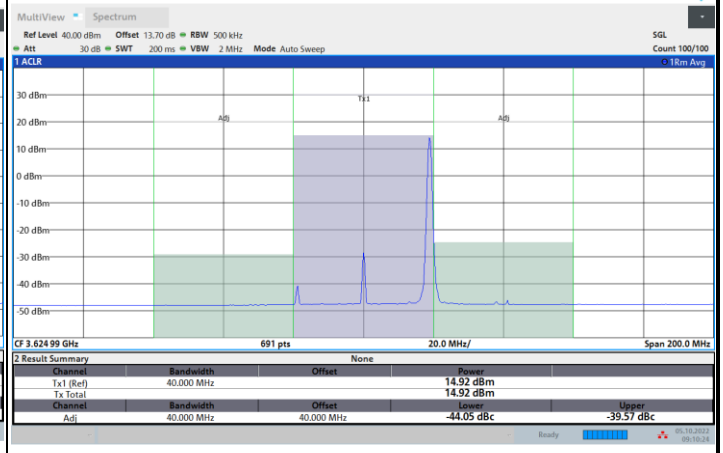 MultiView Spectrum
Ref Level 40.00 dBm Offset 13.70 dB RBW 500 kHz SGL
Att 30 dB SWT 200 ms VBW 2 MHz Mode Auto Sweep Count 100/100
1 ACLR 1Rm Avg
30 dBm
Tx1
20 dBm
Adj
Adj
10 dBm
0 dBm
-10 dBm
-20 dBm
-30 dBm
-40 dBm
-50 dBm
CF 3.624 99 GHz 691 pts 20.0 MHz/ Span 200.0 MHz
2 Result Summary None
Channel Bandwidth Offset Power
Tx1 (Ref) 40.000 MHz 14.92 dBm
Tx Total 14.92 dBm
Channel Bandwidth Offset Lower Upper
Adj 40.000 MHz 40.000 MHz -44.05 dBc -39.57 dBc
Ready 05.10.2022
09:10:24